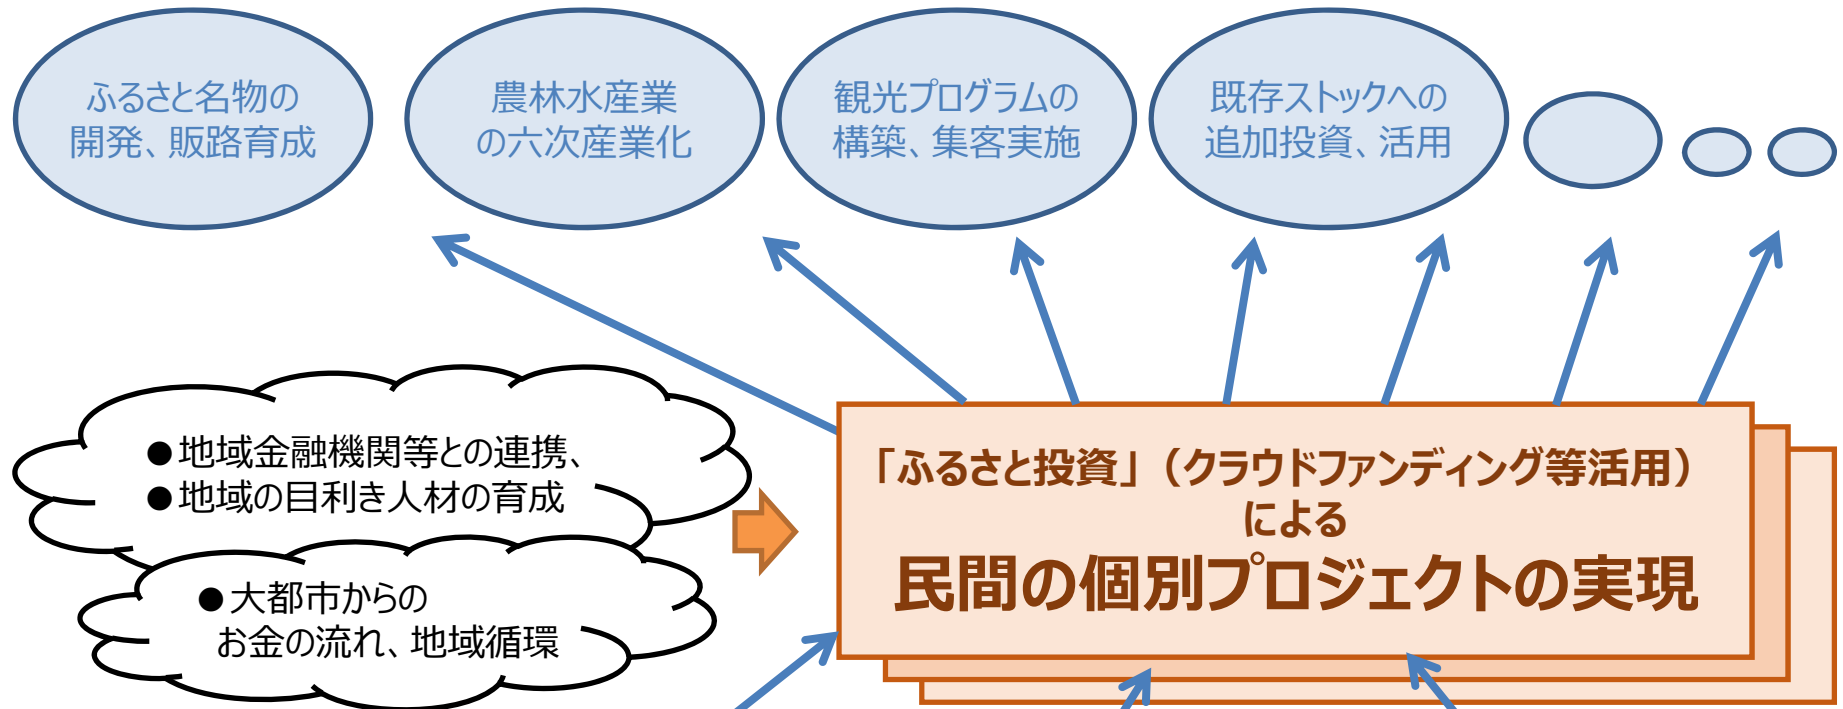 ふるさと名物の
開発、販路育成
農林水産業
の六次産業化
観光プログラムの
構築、集客実施
既存ストックへの
追加投資、活用
●地域金融機関等との連携、
●地域の目利き人材の育成
●大都市からの
お金の流れ、地域循環
「ふるさと投資」（クラウドファンディング等活用）
による
民間の個別プロジェクトの実現